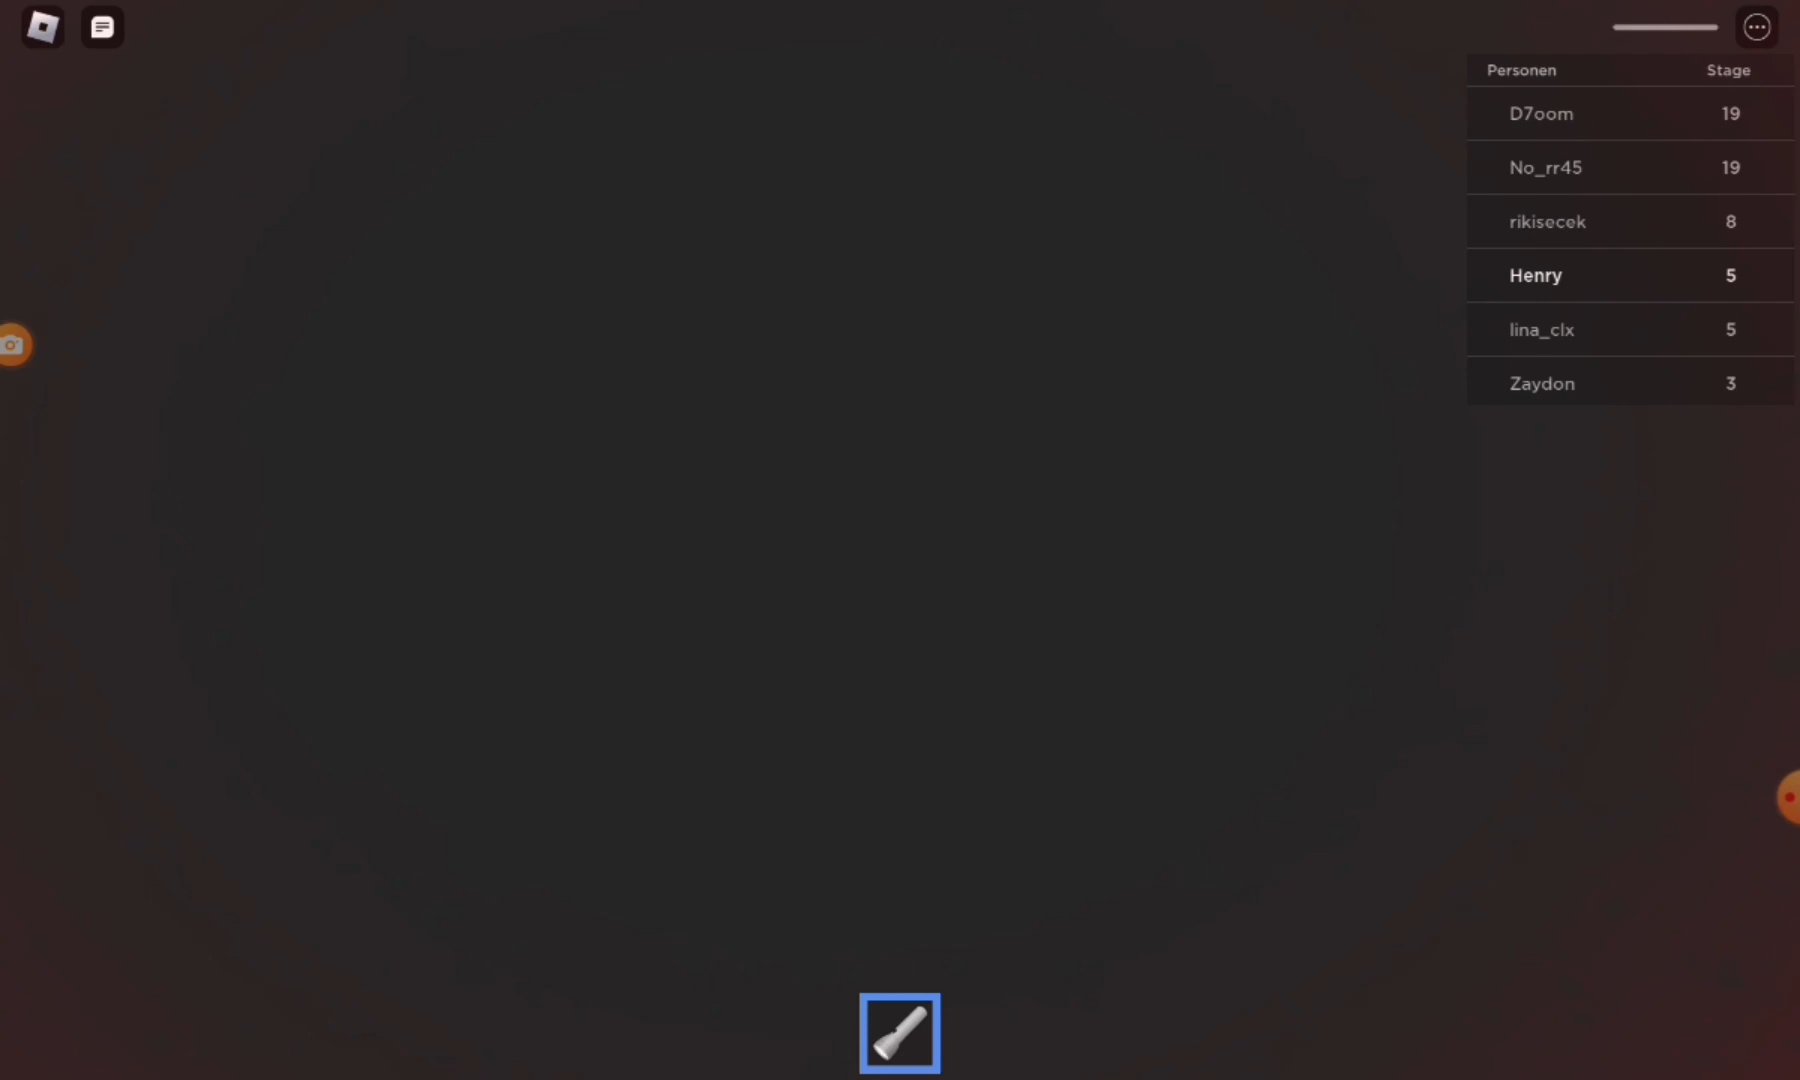 Personen Stage
D7oom 19
No_rr45 19
rikisecek 8
Henry 5
lina_clx 5
Zaydon 3